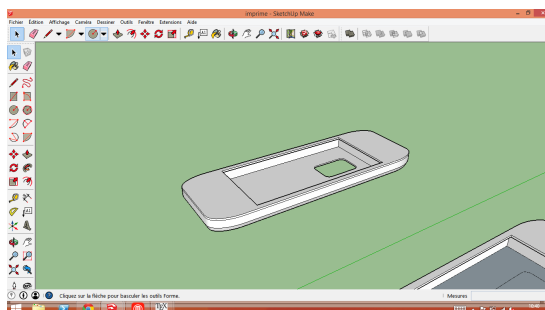 imprime - SketchUp Make
Fichier Édition Affichage Caméra Dessiner Outils Fenêtre Extensions Aide
Cliquez sur la flèche pour basculer les outils Forme.
Mesures